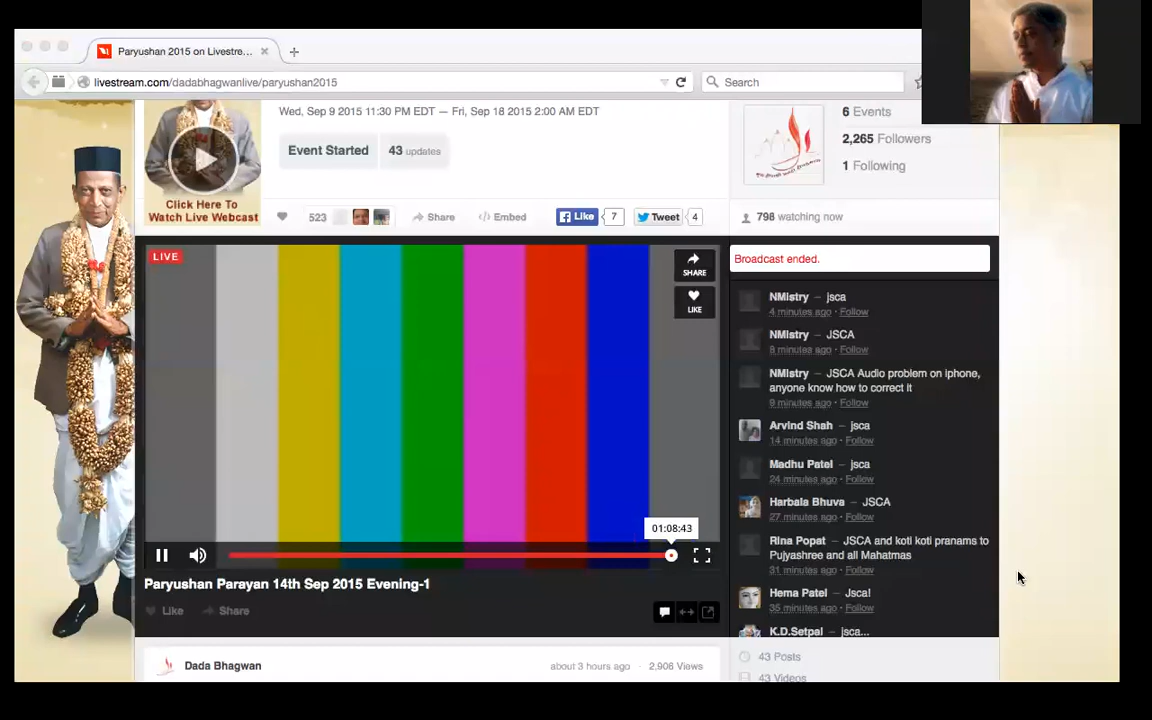 Paryushan 2015 on Livestre...
livestream.com/dadabhagwanlive/paryushan2015
Search
Click Here To
Watch Live Webcast
Wed, Sep 9 2015 11:30 PM EDT — Fri, Sep 18 2015 2:00 AM EDT
Event Started
43 updates
523
Share
Embed
Like
7
Tweet
4
6 Events
2,265 Followers
1 Following
798 watching now
LIVE
SHARE
LIKE
01:08:43
Paryushan Parayan 14th Sep 2015 Evening-1
Like
Share
Broadcast ended.
NMistry – jsca
4 minutes ago · Follow
NMistry – JSCA
8 minutes ago · Follow
NMistry – JSCA Audio problem on iphone,
anyone know how to correct it
9 minutes ago · Follow
Arvind Shah – jsca
14 minutes ago · Follow
Madhu Patel – jsca
24 minutes ago · Follow
Harbala Bhuva – JSCA
27 minutes ago · Follow
Rina Popat – JSCA and koti koti pranams to
Pujyashree and all Mahatmas
31 minutes ago · Follow
Hema Patel – Jsca!
35 minutes ago · Follow
K.D.Setpal – jsca...
Dada Bhagwan
about 3 hours ago · 2,906 Views
43 Posts
43 Videos